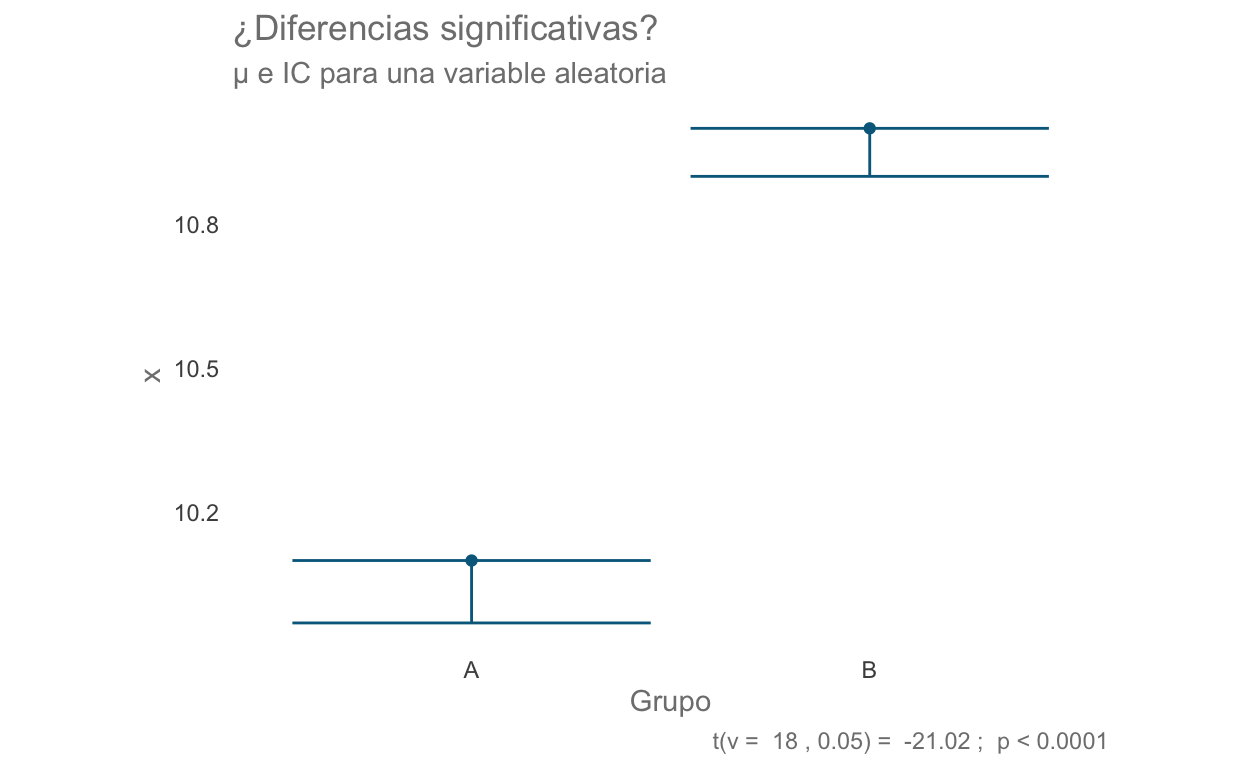 ¿Diferencias significativas?
μ e IC para una variable aleatoria
10.8
10.5
10.2
x
A
B
Grupo
t(v = 18 , 0.05) = -21.02 ; p < 0.0001